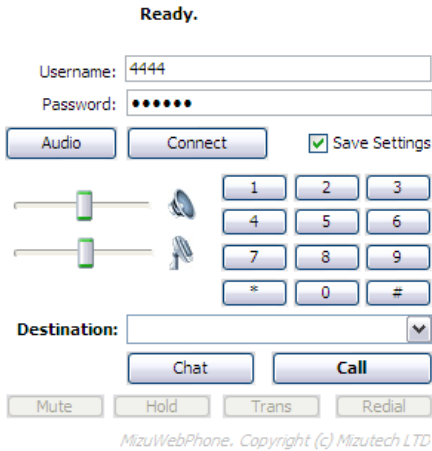 Ready.
Username: 4444
Password: ••••••
Audio Connect Save Settings
1 2 3
4 5 6
7 8 9
* 0 #
Destination:
Chat Call
Mute Hold Trans Redial
MizuWebPhone. Copyright (c) Mizutech LTD